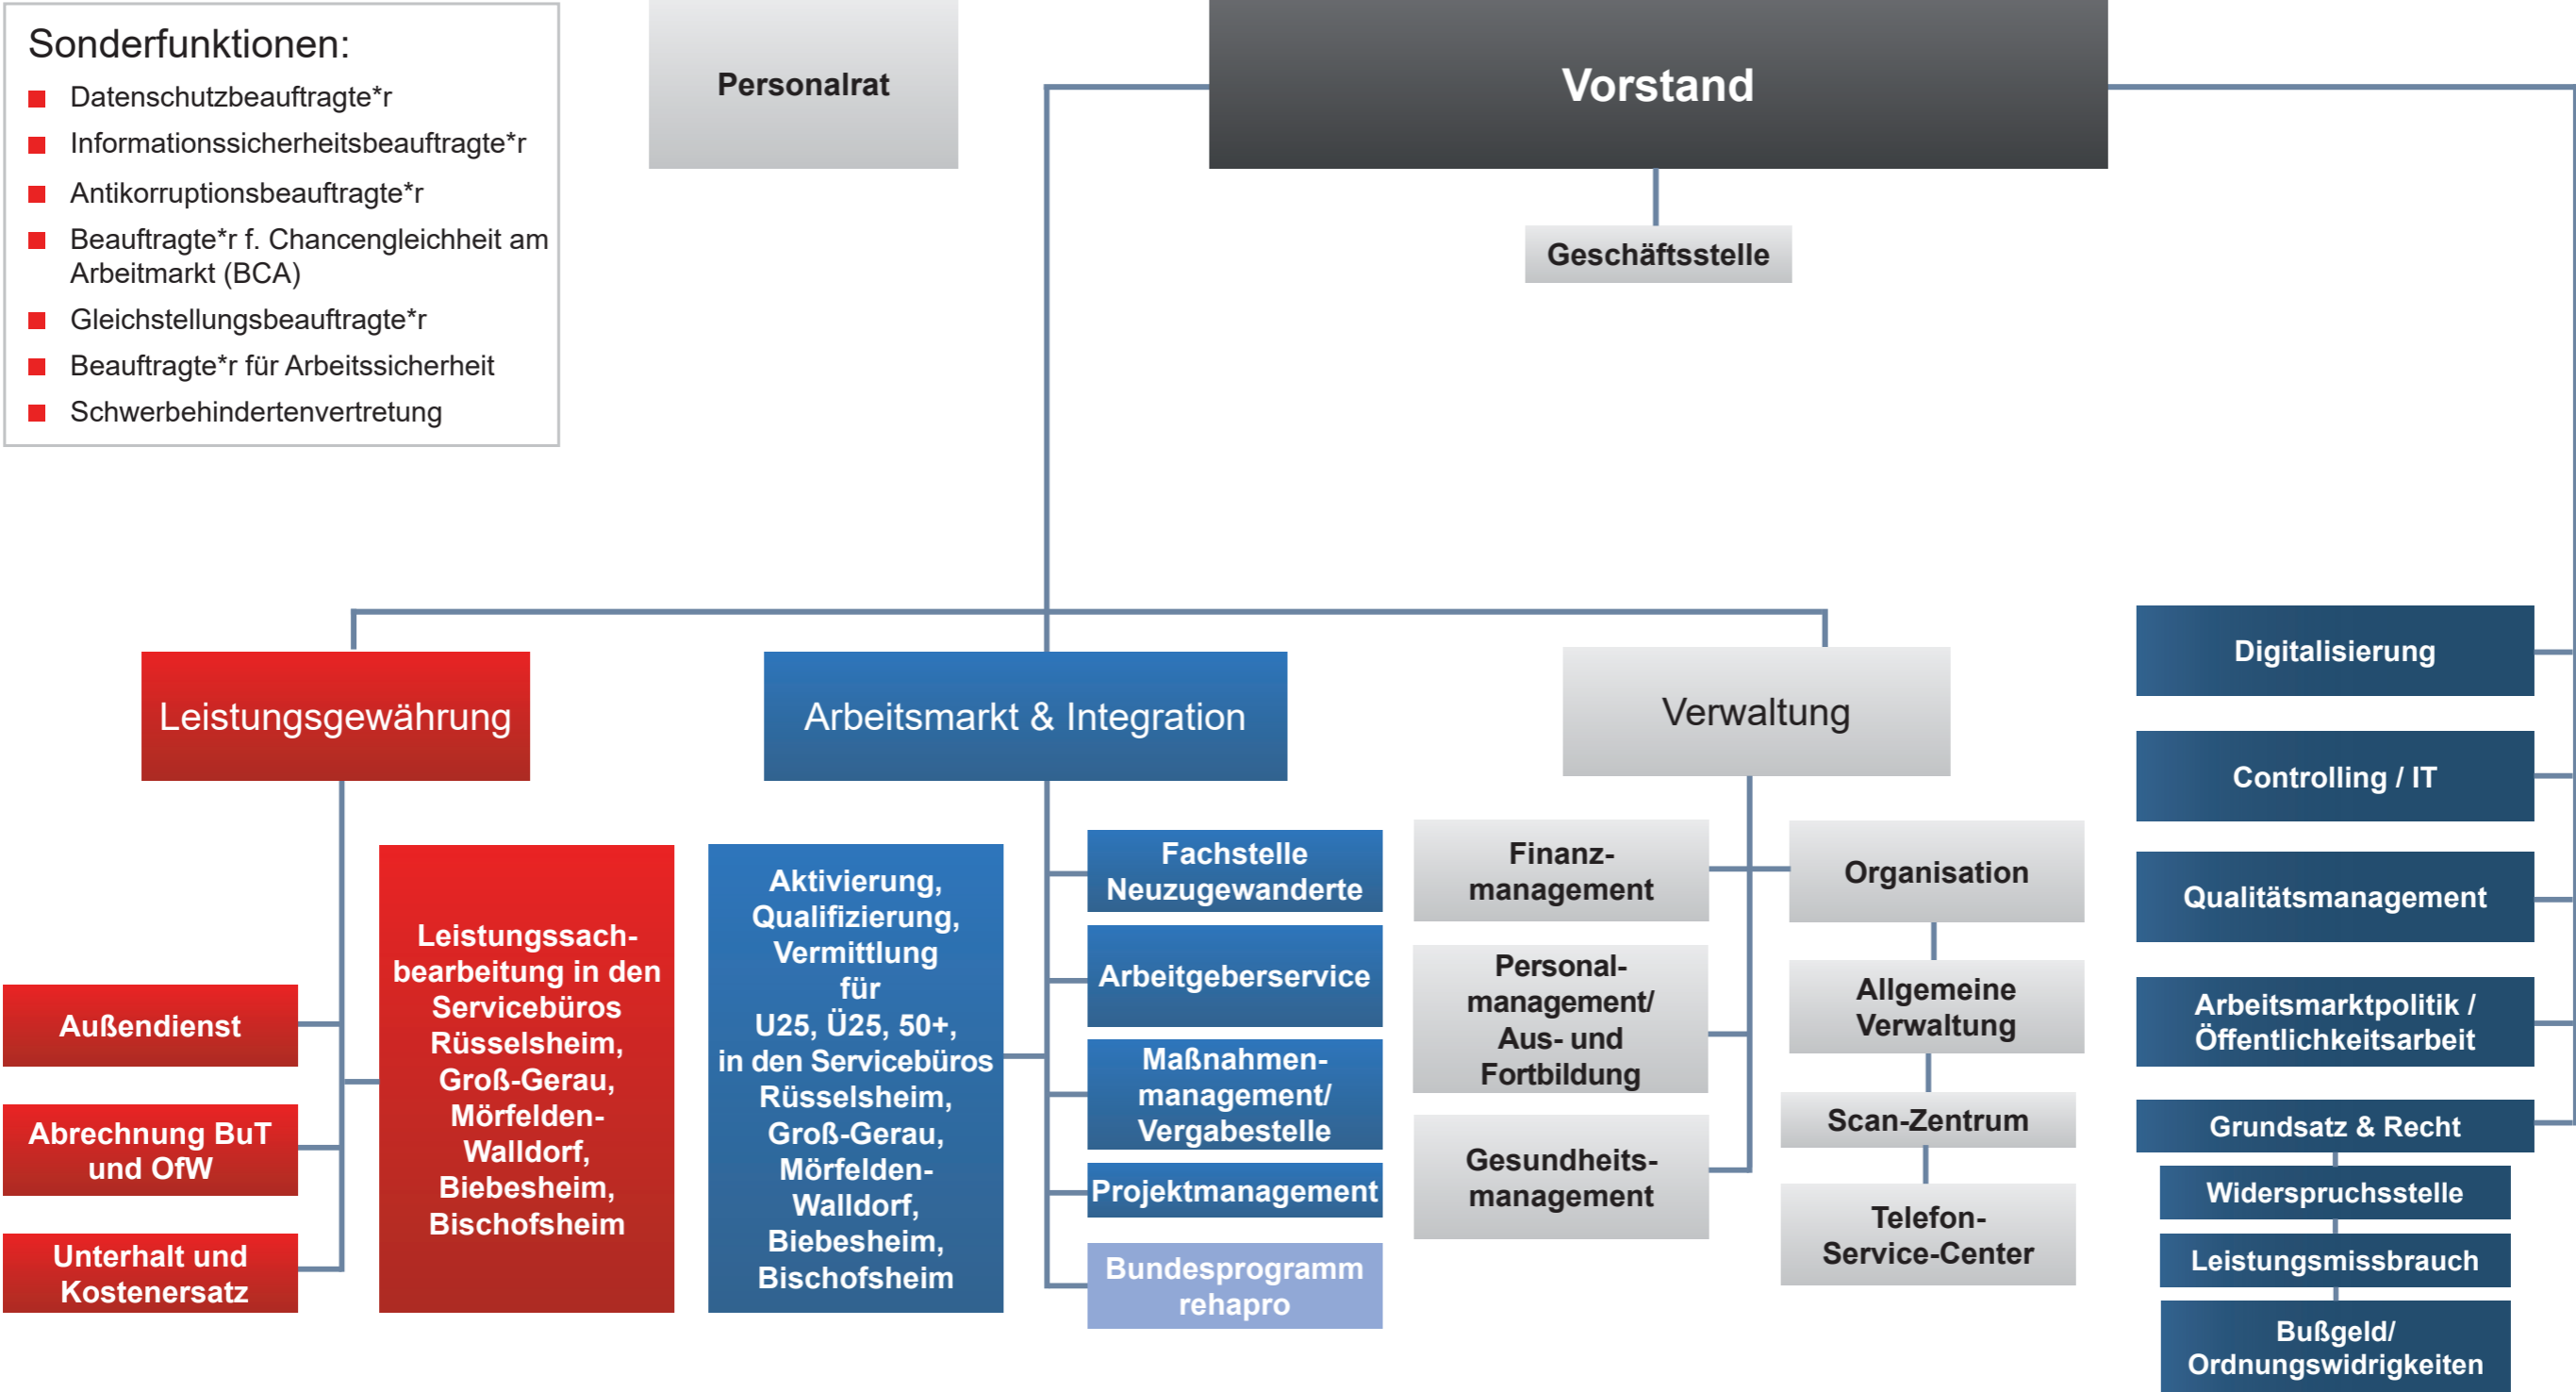 Sonderfunktionen:
Datenschutzbeauftragte*r
Informationssicherheitsbeauftragte*r
Antikorruptionsbeauftragte*r
Beauftragte*r f. Chancengleichheit am
Arbeitmarkt (BCA)
Gleichstellungsbeauftragte*r
Beauftragte*r für Arbeitssicherheit
Schwerbehindertenvertretung
Personalrat
Vorstand
Geschäftsstelle
Leistungsgewährung
Außendienst
Abrechnung BuT
und OfW
Unterhalt und
Kostenersatz
Leistungssach-
bearbeitung in den
Servicebüros
Rüsselsheim,
Groß-Gerau,
Mörfelden-
Walldorf,
Biebesheim,
Bischofsheim
Arbeitsmarkt & Integration
Aktivierung,
Qualifizierung,
Vermittlung
für
U25, Ü25, 50+,
in den Servicebüros
Rüsselsheim,
Groß-Gerau,
Mörfelden-
Walldorf,
Biebesheim,
Bischofsheim
Fachstelle
Neuzugewanderte
Arbeitgeberservice
Maßnahmen-
management/
Vergabestelle
Projektmanagement
Bundesprogramm
rehapro
Verwaltung
Finanz-
management
Personal-
management/
Aus- und
Fortbildung
Gesundheits-
management
Organisation
Allgemeine
Verwaltung
Scan-Zentrum
Telefon-
Service-Center
Digitalisierung
Controlling / IT
Qualitätsmanagement
Arbeitsmarktpolitik /
Öffentlichkeitsarbeit
Grundsatz & Recht
Widerspruchsstelle
Leistungsmissbrauch
Bußgeld/
Ordnungswidrigkeiten